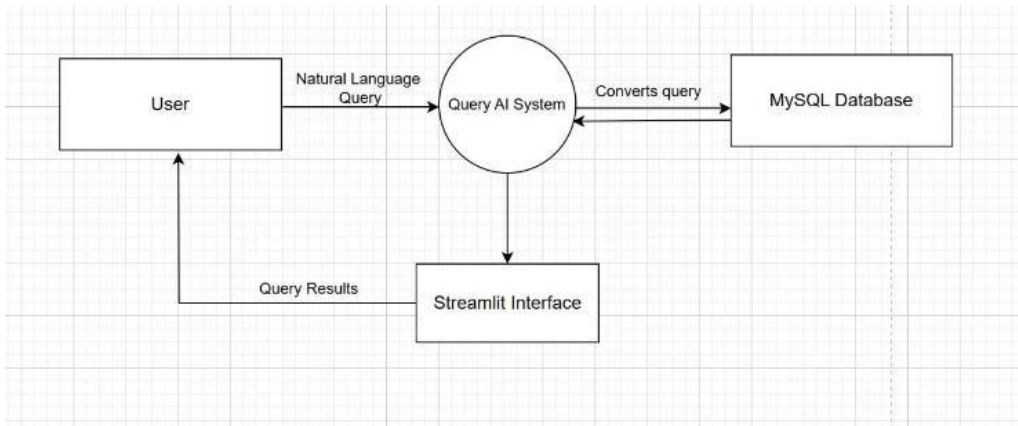 User
Natural Language
Query
Query AI System
Converts query
MySQL Database
Query Results
Streamlit Interface